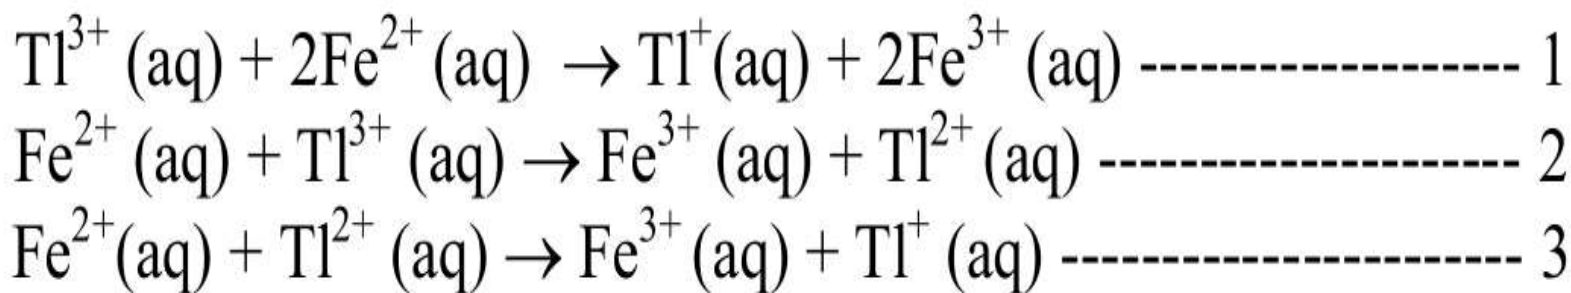 Tl³⁺ (aq) + 2Fe²⁺ (aq) → Tl⁺(aq) + 2Fe³⁺ (aq) ------------------- 1
Fe²⁺ (aq) + Tl³⁺ (aq) → Fe³⁺ (aq) + Tl²⁺ (aq) --------------------- 2
Fe²⁺(aq) + Tl²⁺ (aq) → Fe³⁺ (aq) + Tl⁺ (aq) ----------------------- 3